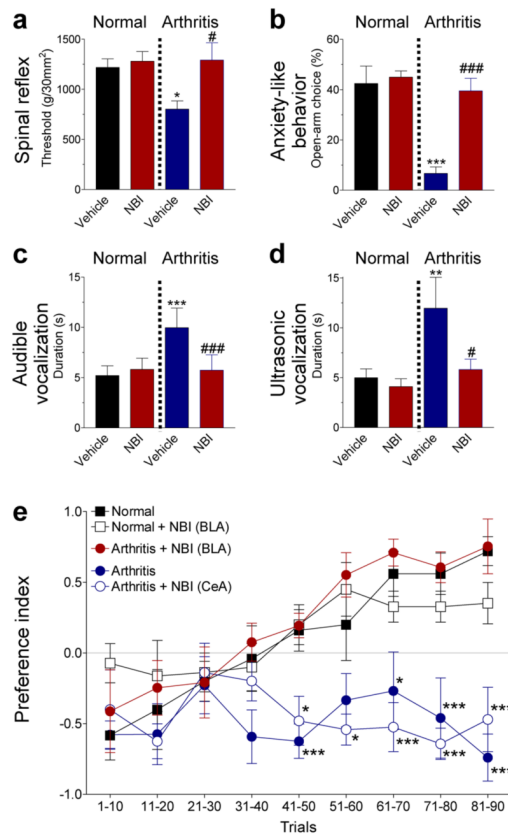 a
b
Normal Arthritis
Normal Arthritis
Spinal reflex
Threshold (g/30mm²)
1500
1000
500
0
*
#
Vehicle
NBI
Vehicle
NBI
Anxiety-like
behavior
Open-arm choice (%)
60
40
20
0
***
###
Vehicle
NBI
Vehicle
NBI
c
d
Normal Arthritis
Normal Arthritis
Audible
vocalization
Duration (s)
15
10
5
0
***
###
Vehicle
NBI
Vehicle
NBI
Ultrasonic
vocalization
Duration (s)
15
10
5
0
**
#
Vehicle
NBI
Vehicle
NBI
e
Normal
Normal + NBI (BLA)
Arthritis + NBI (BLA)
Arthritis
Arthritis + NBI (CeA)
Preference index
1.0
0.5
0.0
-0.5
-1.0
*
***
*
*
***
***
***
***
***
1-10 11-20 21-30 31-40 41-50 51-60 61-70 71-80 81-90
Trials